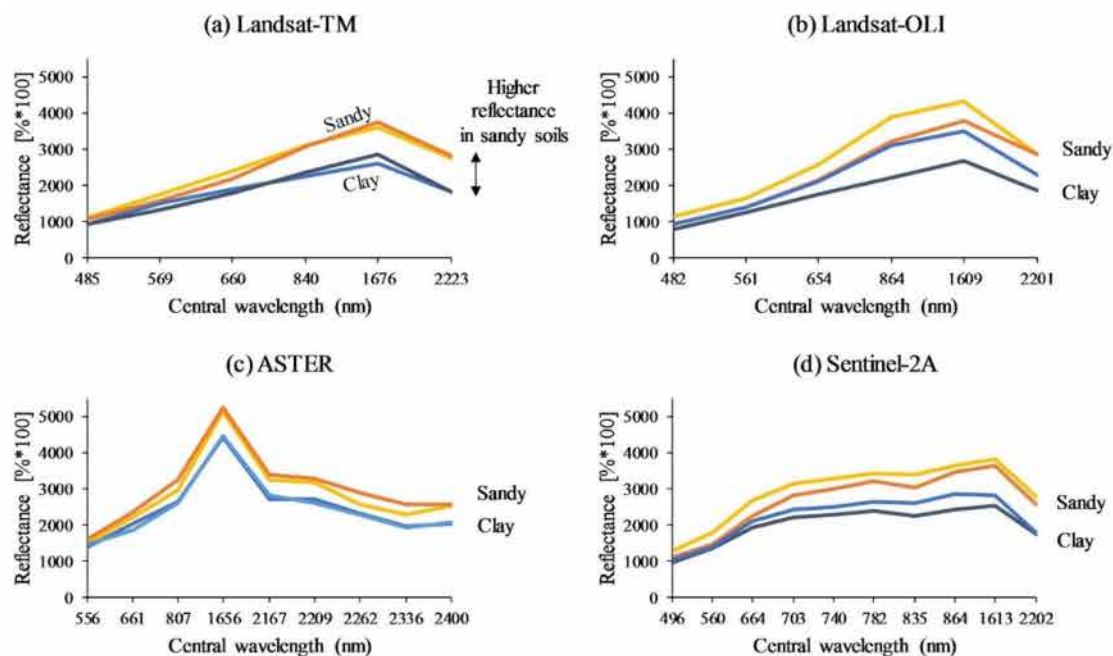 (a) Landsat-TM
Reflectance [%*100]
5000
4000
3000
2000
1000
0
Sandy
Clay
Higher
reflectance
in sandy soils
485 569 660 840 1676 2223
Central wavelength (nm)
(b) Landsat-OLI
Reflectance [%*100]
5000
4000
3000
2000
1000
0
Sandy
Clay
482 561 654 864 1609 2201
Central wavelength (nm)
(c) ASTER
Reflectance [%*100]
5000
4000
3000
2000
1000
0
Sandy
Clay
556 661 807 1656 2167 2209 2262 2336 2400
Central wavelength (nm)
(d) Sentinel-2A
Reflectance [%*100]
5000
4000
3000
2000
1000
0
Sandy
Clay
496 560 664 703 740 782 835 864 1613 2202
Central wavelength (nm)